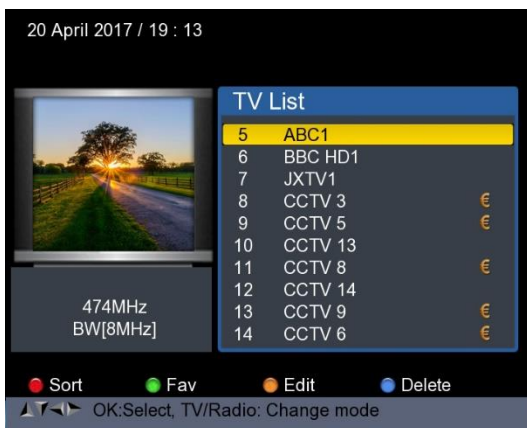 20 April 2017 / 19 : 13
TV List
5 ABC1
6 BBC HD1
7 JXTV1
8 CCTV 3 €
9 CCTV 5 €
10 CCTV 13
11 CCTV 8 €
12 CCTV 14
13 CCTV 9 €
14 CCTV 6 €
474MHz
BW[8MHz]
Sort Fav Edit Delete
OK:Select, TV/Radio: Change mode